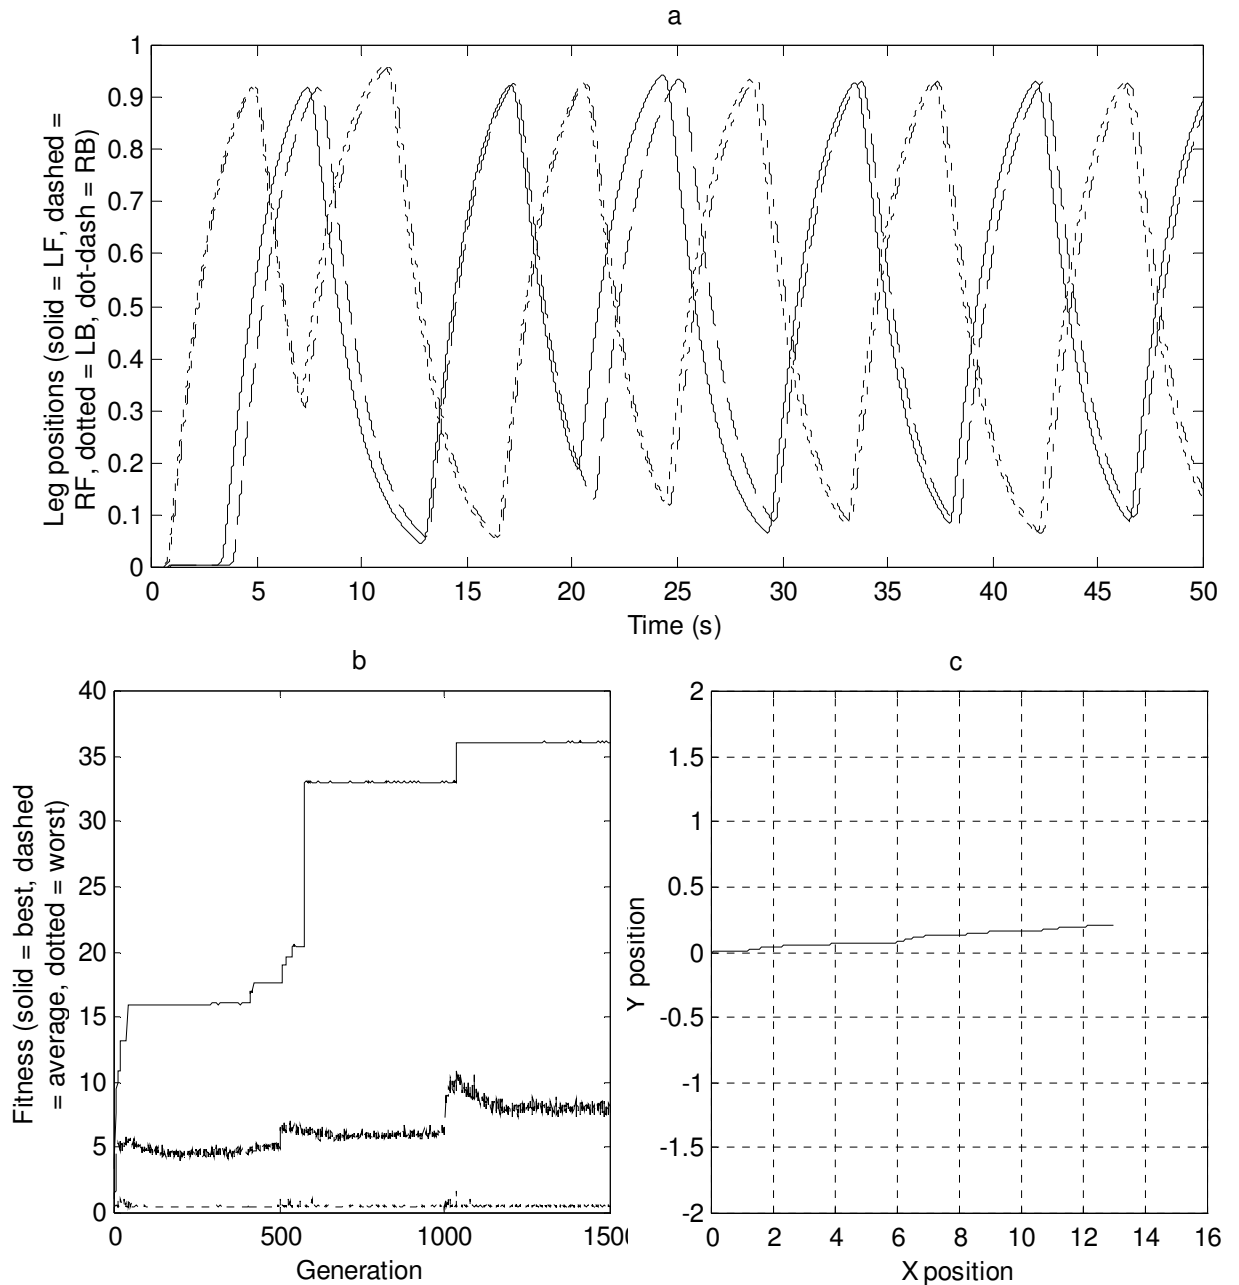 a
Leg positions (solid = LF, dashed =
RF, dotted = LB, dot-dash = RB)
1
0.9
0.8
0.7
0.6
0.5
0.4
0.3
0.2
0.1
0
0 5 10 15 20 25 30 35 40 45 50
Time (s)
b
Fitness (solid = best, dashed
= average, dotted = worst)
40
35
30
25
20
15
10
5
0
0 500 1000 1500
Generation
c
Y position
2
1.5
1
0.5
0
-0.5
-1
-1.5
-2
0 2 4 6 8 10 12 14 16
X position